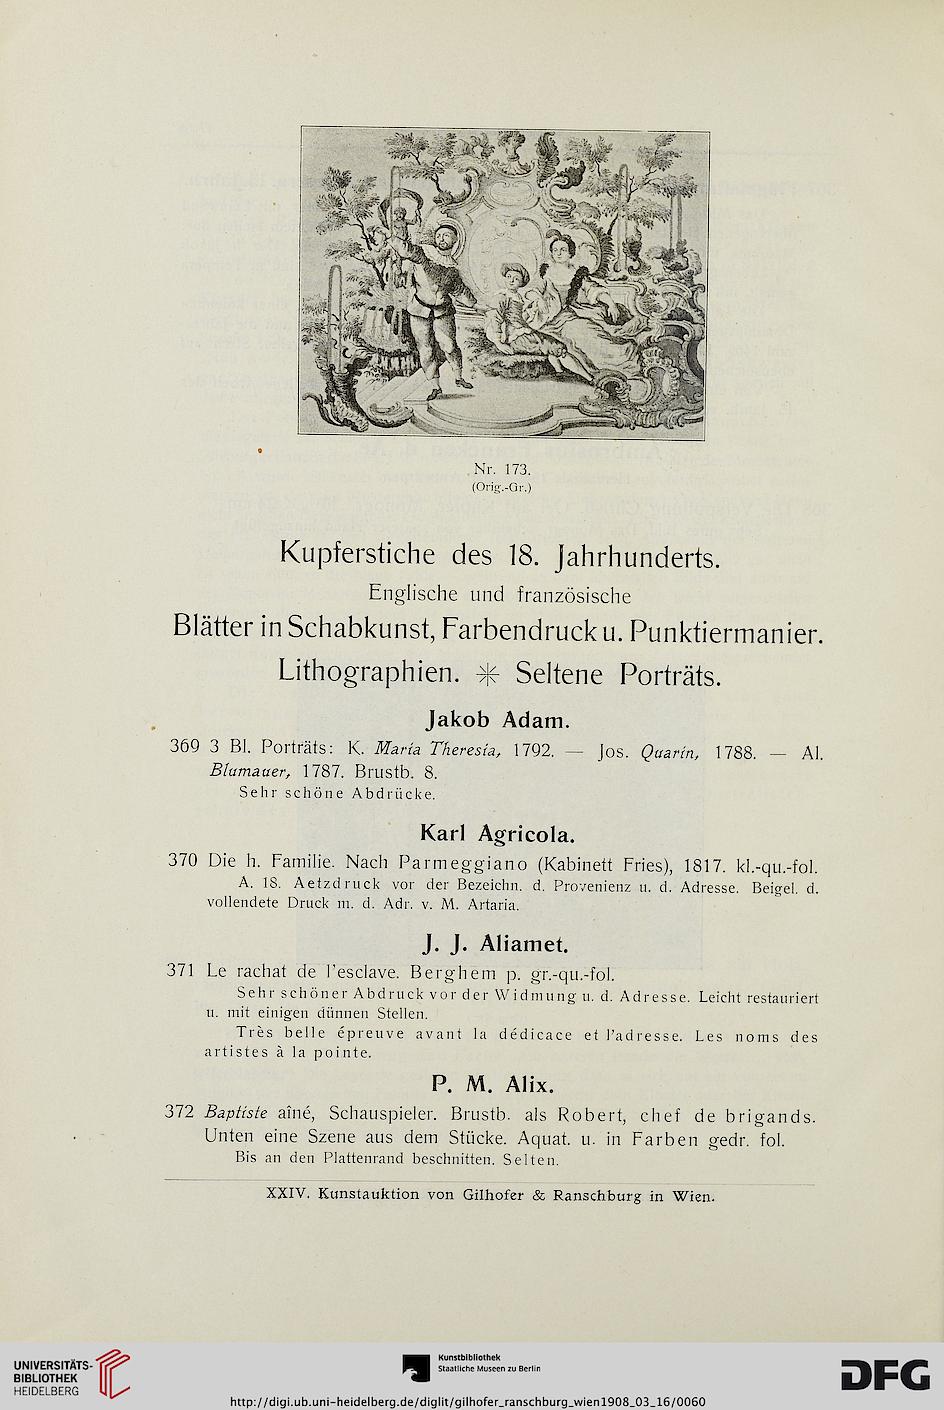 Nr. 173.
(Orig.-Gr.)
Kupferstiche des 18. Jahrhunderts.
Englische und französische
Blätter in Schabkunst, Farbendruck u. Punktiermanier.
Lithographien. ✳ Seltene Porträts.
Jakob Adam.
369 3 Bl. Porträts: K. Maria Theresia, 1792. — Jos. Quarin, 1788. — Al.
Blumauer, 1787. Brustb. 8.
Sehr schöne Abdrücke.
Karl Agricola.
370 Die h. Familie. Nach Parmeggiano (Kabinett Fries), 1817. kl.-qu.-fol.
A. 18. Aetzdruck vor der Bezeichn. d. Provenienz u. d. Adresse. Beigel. d.
vollendete Druck m. d. Adr. v. M. Artaria.
J. J. Aliamet.
371 Le rachat de l'esclave. Berghem p. gr.-qu.-fol.
Sehr schöner Abdruck vor der Widmung u. d. Adresse. Leicht restauriert
u. mit einigen dünnen Stellen.
Très belle épreuve avant la dédicace et l'adresse. Les noms des
artistes à la pointe.
P. M. Alix.
372 Baptiste aîné, Schauspieler. Brustb. als Robert, chef de brigands.
Unten eine Szene aus dem Stücke. Aquat. u. in Farben gedr. fol.
Bis an den Plattenrand beschnitten. Selten.
XXIV. Kunstauktion von Gilhofer & Ranschburg in Wien.
UNIVERSITÄTS-
BIBLIOTHEK
HEIDELBERG
Kunstbibliothek
Staatliche Museen zu Berlin
DFG
http://digi.ub.uni-heidelberg.de/diglit/gilhofer_ranschburg_wien1908_03_16/0060